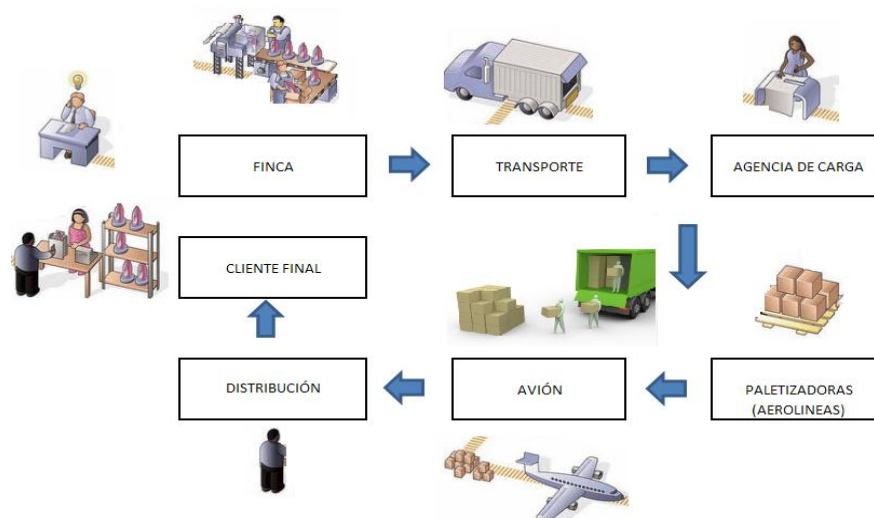 FINCA
TRANSPORTE
AGENCIA DE CARGA
CLIENTE FINAL
DISTRIBUCIÓN
AVIÓN
PALETIZADORAS
(AEROLINEAS)